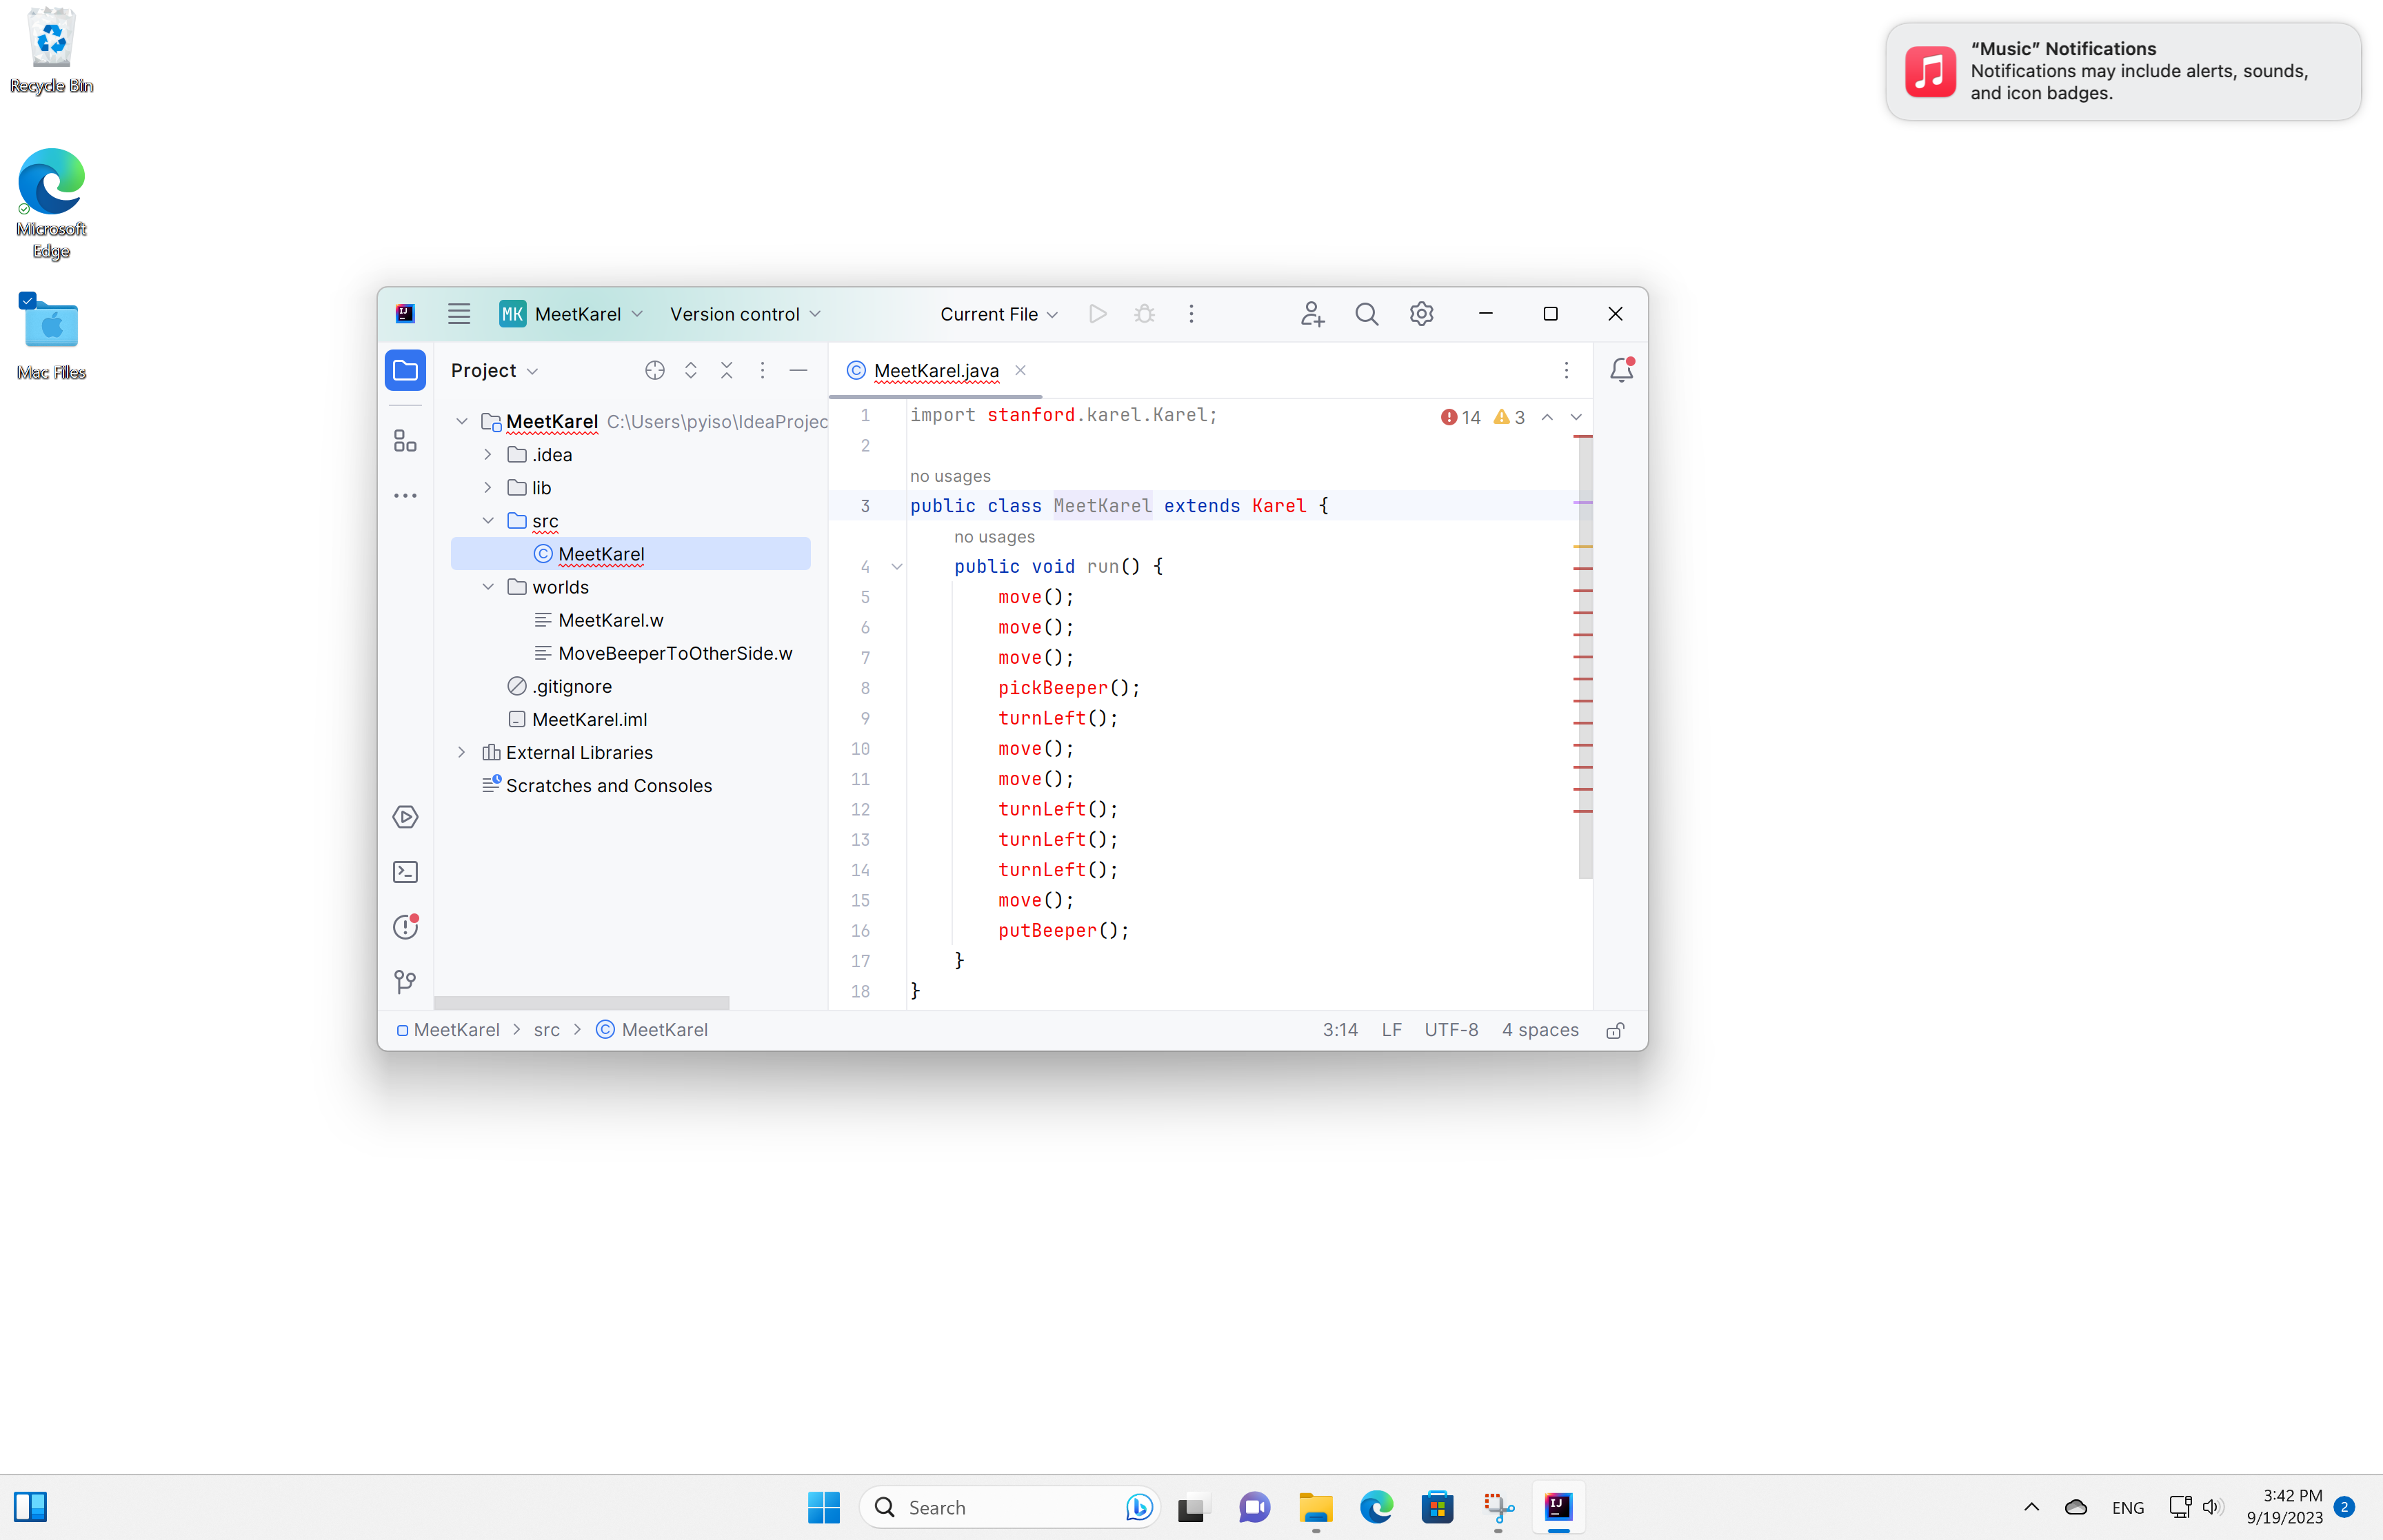 Recycle Bin
Microsoft
Edge
Mac Files
“Music” Notifications
Notifications may include alerts, sounds,
and icon badges.
IJ
MK MeetKarel
Version control
Current File
Project
MeetKarel C:\Users\pyiso\IdeaProjec
.idea
lib
src
MeetKarel
worlds
MeetKarel.w
MoveBeeperToOtherSide.w
.gitignore
MeetKarel.iml
External Libraries
Scratches and Consoles
MeetKarel.java
14 3
1 import stanford.karel.Karel;
2
no usages
3 public class MeetKarel extends Karel {
no usages
4 public void run() {
5 move();
6 move();
7 move();
8 pickBeeper();
9 turnLeft();
10 move();
11 move();
12 turnLeft();
13 turnLeft();
14 turnLeft();
15 move();
16 putBeeper();
17 }
18 }
MeetKarel > src > MeetKarel
3:14 LF UTF-8 4 spaces
Search
IJ
ENG
3:42 PM
9/19/2023
2